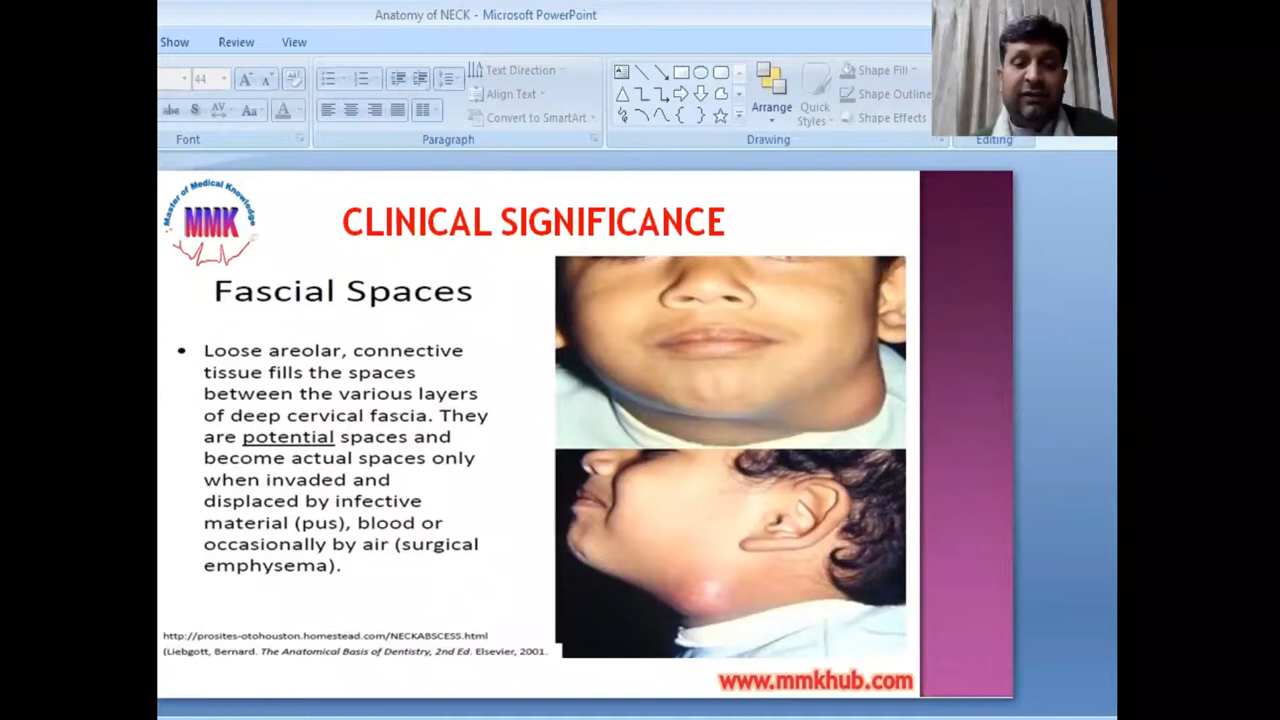 Anatomy of NECK - Microsoft PowerPoint
Show Review View
44 A A
Text Direction
Align Text
Convert to SmartArt
Arrange
Quick Styles
Shape Fill
Shape Outline
Shape Effects
abc S AV Aa A
Font Paragraph Drawing Editing
Master of Medical Knowledge
MMK
CLINICAL SIGNIFICANCE
Fascial Spaces
• Loose areolar, connective
tissue fills the spaces
between the various layers
of deep cervical fascia. They
are potential spaces and
become actual spaces only
when invaded and
displaced by infective
material (pus), blood or
occasionally by air (surgical
emphysema).
http://prosites-otohouston.homestead.com/NECKABSCESS.html
(Liebgott, Bernard. The Anatomical Basis of Dentistry, 2nd Ed. Elsevier, 2001.
www.mmkhub.com